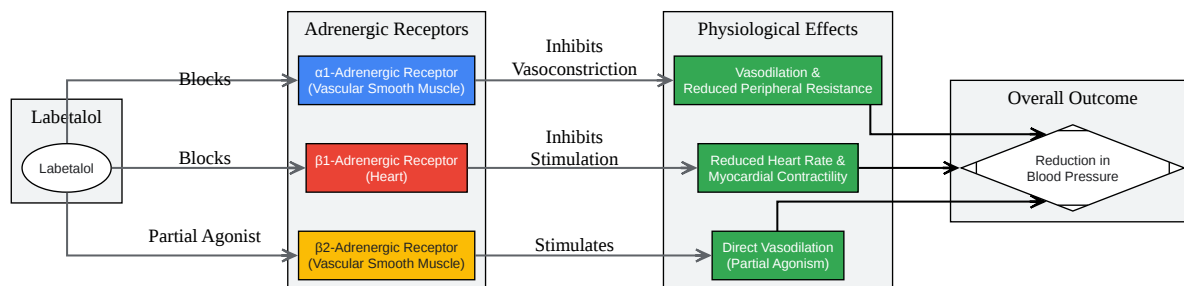 Adrenergic Receptors
Physiological Effects
Inhibits
Vasoconstriction
Blocks
α1-Adrenergic Receptor
(Vascular Smooth Muscle)
Vasodilation &
Reduced Peripheral Resistance
Overall Outcome
Labetalol
Labetalol
Blocks
β1-Adrenergic Receptor
(Heart)
Inhibits
Stimulation
Reduced Heart Rate &
Myocardial Contractility
Reduction in
Blood Pressure
Partial Agonist
β2-Adrenergic Receptor
(Vascular Smooth Muscle)
Stimulates
Direct Vasodilation
(Partial Agonism)